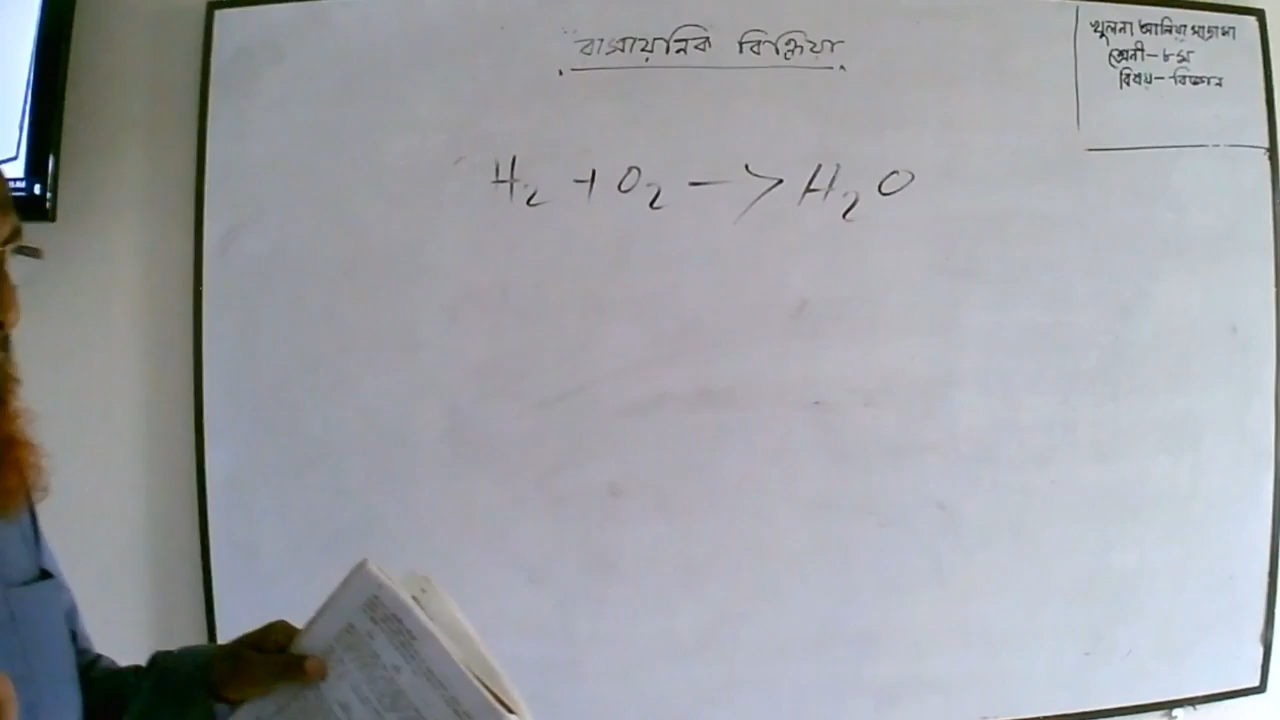 রাসায়নিক বিক্রিয়া
খুলনা আলিয়া মাদ্রাসা
শ্রেনী-৮ম
বিষয়-বিজ্ঞান
H₂ + O₂ —> H₂O